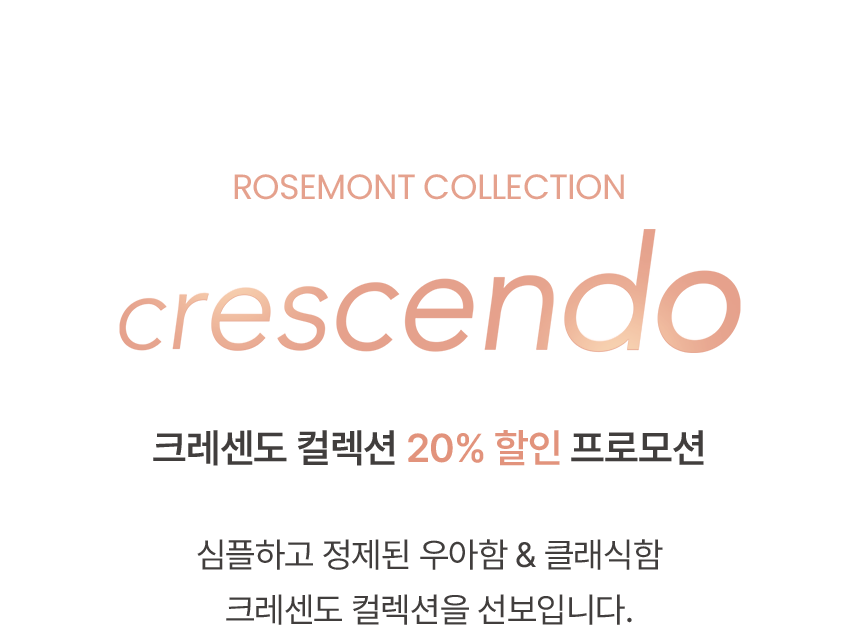 ROSEMONT COLLECTION
crescendo
크레센도 컬렉션 20% 할인 프로모션
심플하고 정제된 우아함 & 클래식함
크레센도 컬렉션을 선보입니다.